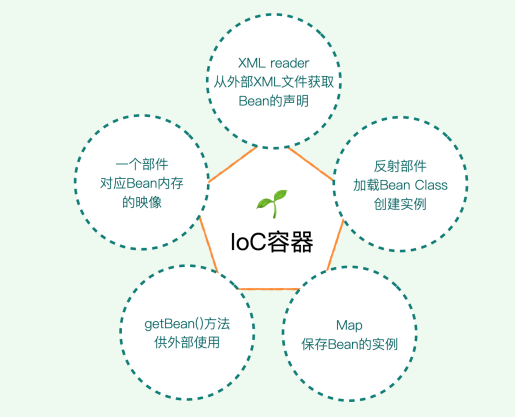 XML reader
从外部XML文件获取
Bean的声明
一个部件
对应Bean内存
的映像
反射部件
加载Bean Class
创建实例
IoC容器
getBean()方法
供外部使用
Map
保存Bean的实例